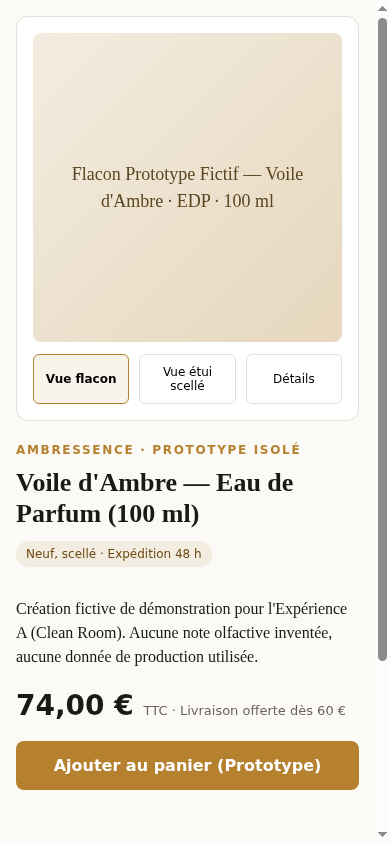 Flacon Prototype Fictif — Voile
d'Ambre · EDP · 100 ml
Vue flacon
Vue étui
scellé
Détails
AMBRESSENCE · PROTOTYPE ISOLÉ
Voile d'Ambre — Eau de
Parfum (100 ml)
Neuf, scellé · Expédition 48 h
Création fictive de démonstration pour l'Expérience
A (Clean Room). Aucune note olfactive inventée,
aucune donnée de production utilisée.
74,00 € TTC · Livraison offerte dès 60 €
Ajouter au panier (Prototype)